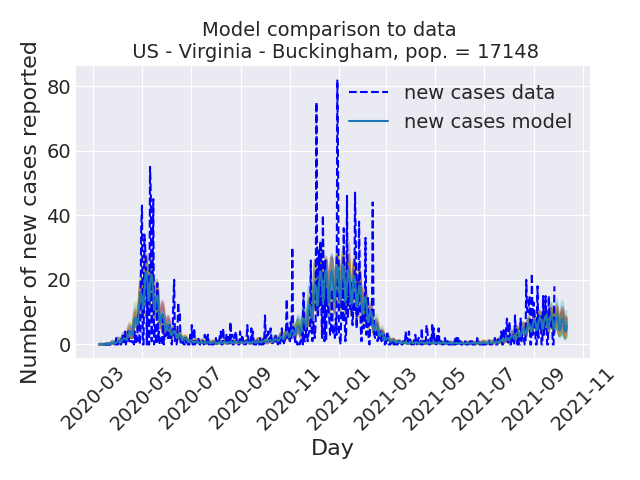 Model comparison to data
US - Virginia - Buckingham, pop. = 17148
Number of new cases reported
80
60
40
20
0
new cases data
new cases model
2020-03
2020-05
2020-07
2020-09
2020-11
2021-01
2021-03
2021-05
2021-07
2021-09
2021-11
Day